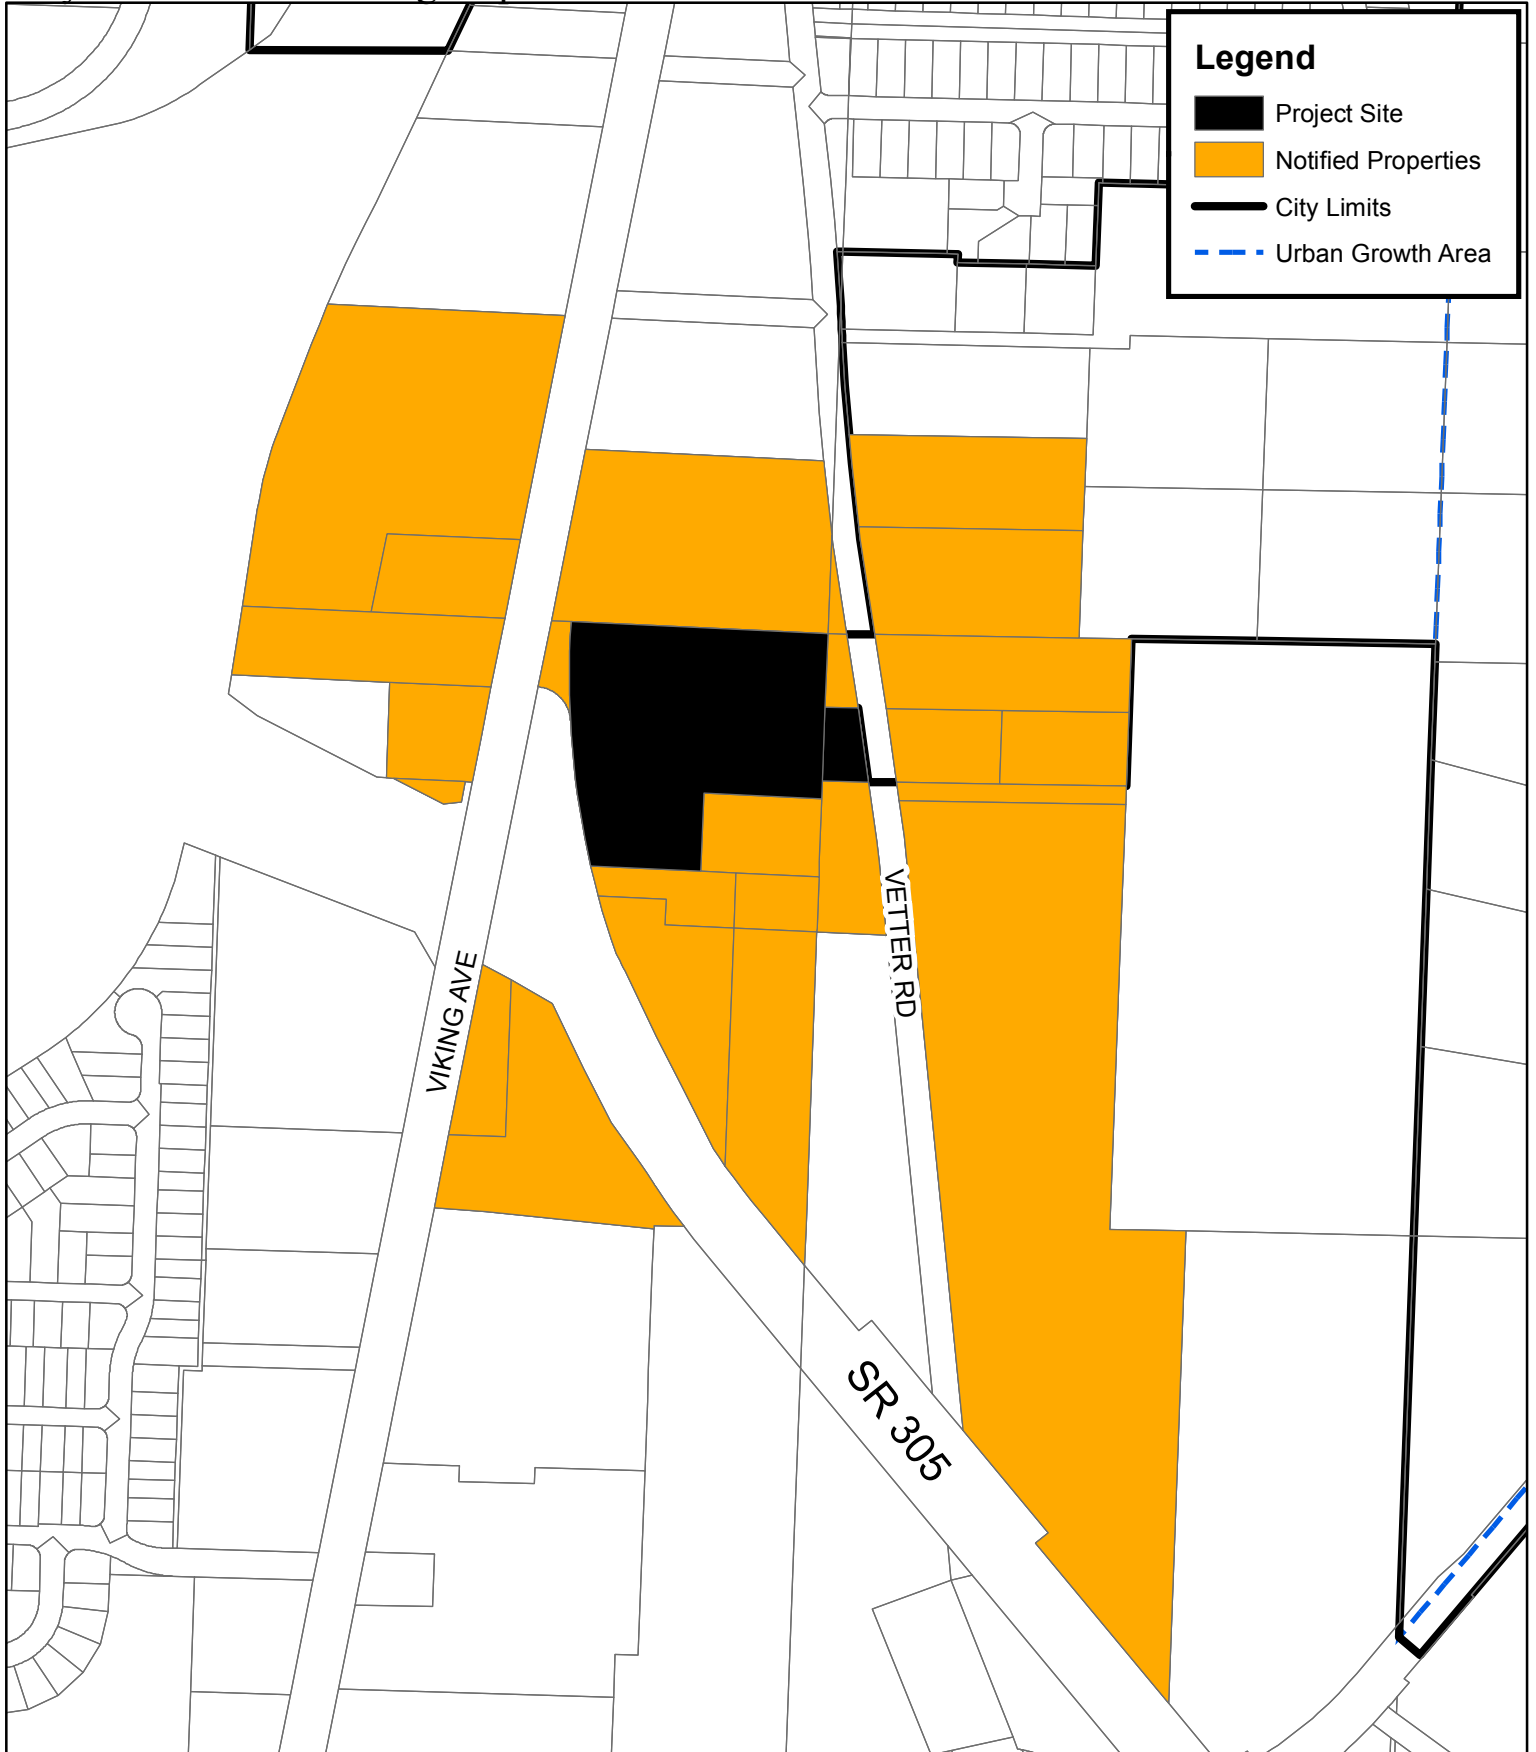 Legend
Project Site
Notified Properties
City Limits
Urban Growth Area
VETTER RD
VIKING AVE
SR 305